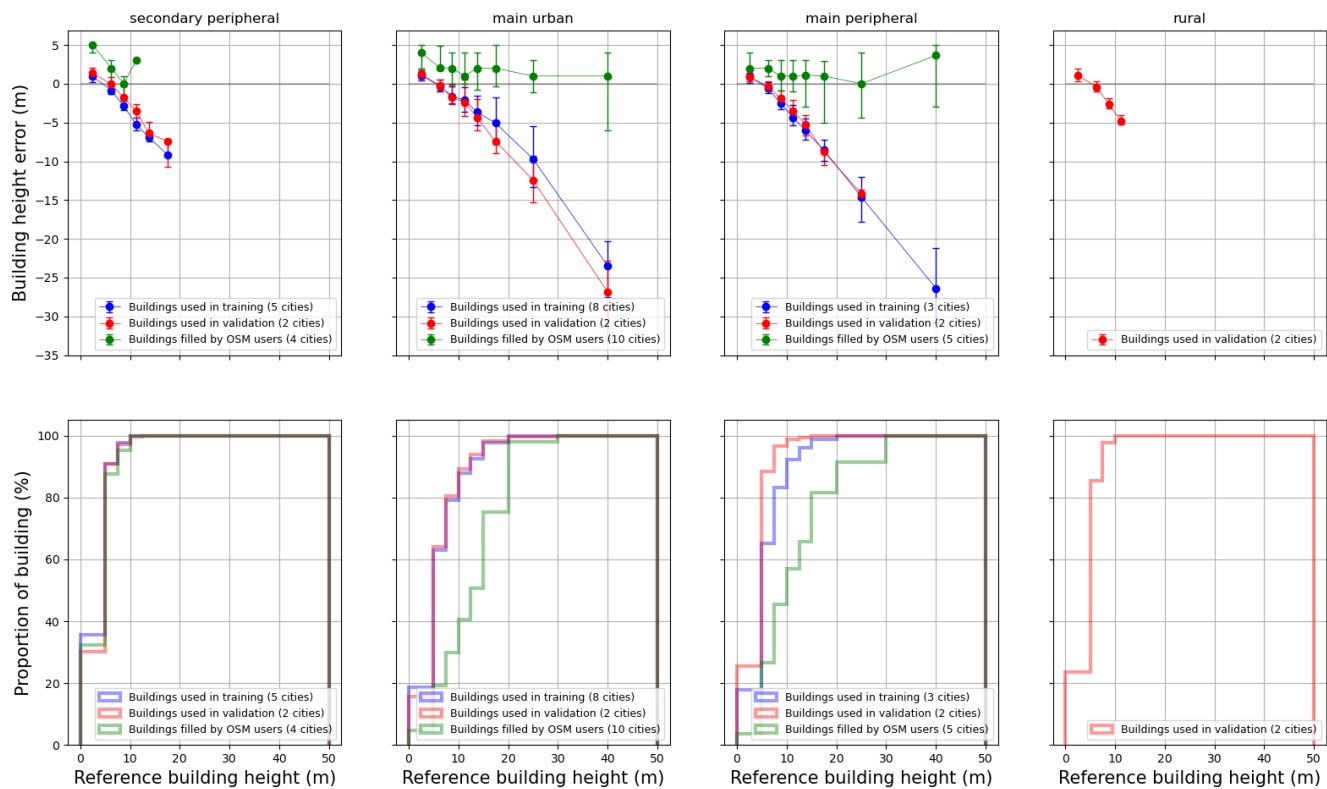 secondary peripheral
main urban
main peripheral
rural
Building height error (m)
5
0
−5
−10
−15
−20
−25
−30
−35
Buildings used in training (5 cities)
Buildings used in validation (2 cities)
Buildings filled by OSM users (4 cities)
Buildings used in training (8 cities)
Buildings used in validation (2 cities)
Buildings filled by OSM users (10 cities)
Buildings used in training (3 cities)
Buildings used in validation (2 cities)
Buildings filled by OSM users (5 cities)
Buildings used in validation (2 cities)
Proportion of building (%)
100
80
60
40
20
0
Buildings used in training (5 cities)
Buildings used in validation (2 cities)
Buildings filled by OSM users (4 cities)
Buildings used in training (8 cities)
Buildings used in validation (2 cities)
Buildings filled by OSM users (10 cities)
Buildings used in training (3 cities)
Buildings used in validation (2 cities)
Buildings filled by OSM users (5 cities)
Buildings used in validation (2 cities)
0 10 20 30 40 50
0 10 20 30 40 50
0 10 20 30 40 50
0 10 20 30 40 50
Reference building height (m)
Reference building height (m)
Reference building height (m)
Reference building height (m)